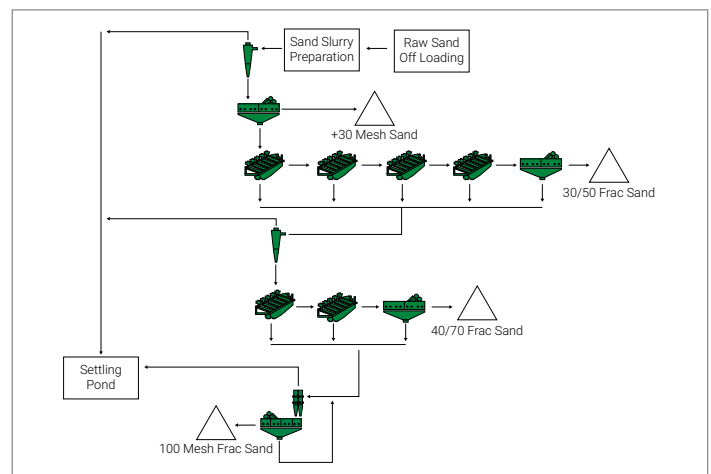 Sand Slurry
Preparation
Raw Sand
Off Loading
+30 Mesh Sand
30/50 Frac Sand
40/70 Frac Sand
Settling
Pond
100 Mesh Frac Sand